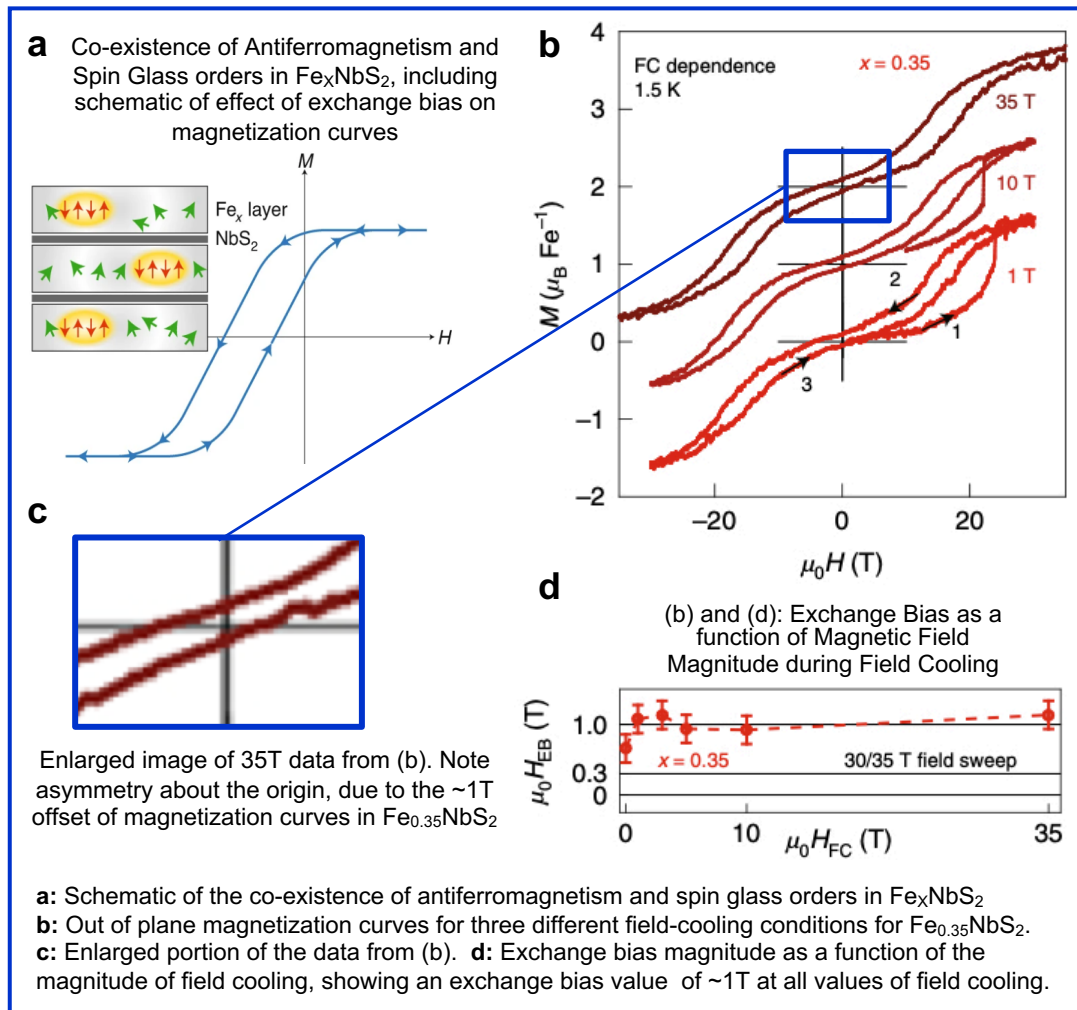 a Co-existence of Antiferromagnetism and
Spin Glass orders in FeₓNbS₂, including
schematic of effect of exchange bias on
magnetization curves
M
Feₓ layer
NbS₂
H
b
4
FC dependence
x = 0.35
1.5 K
35 T
3
10 T
2
2
1
1 T
1
0
3
−1
−2
M (μB Fe⁻¹)
−20
0
20
μ₀H (T)
c
Enlarged image of 35T data from (b). Note
asymmetry about the origin, due to the ~1T
offset of magnetization curves in Fe₀.₃₅NbS₂
d
(b) and (d): Exchange Bias as a
function of Magnetic Field
Magnitude during Field Cooling
μ₀HEB (T)
1.0
x = 0.35
30/35 T field sweep
0.3
0
0
10
35
μ₀HFC (T)
a: Schematic of the co-existence of antiferromagnetism and spin glass orders in FeₓNbS₂
b: Out of plane magnetization curves for three different field-cooling conditions for Fe₀.₃₅NbS₂.
c: Enlarged portion of the data from (b). d: Exchange bias magnitude as a function of the
magnitude of field cooling, showing an exchange bias value of ~1T at all values of field cooling.